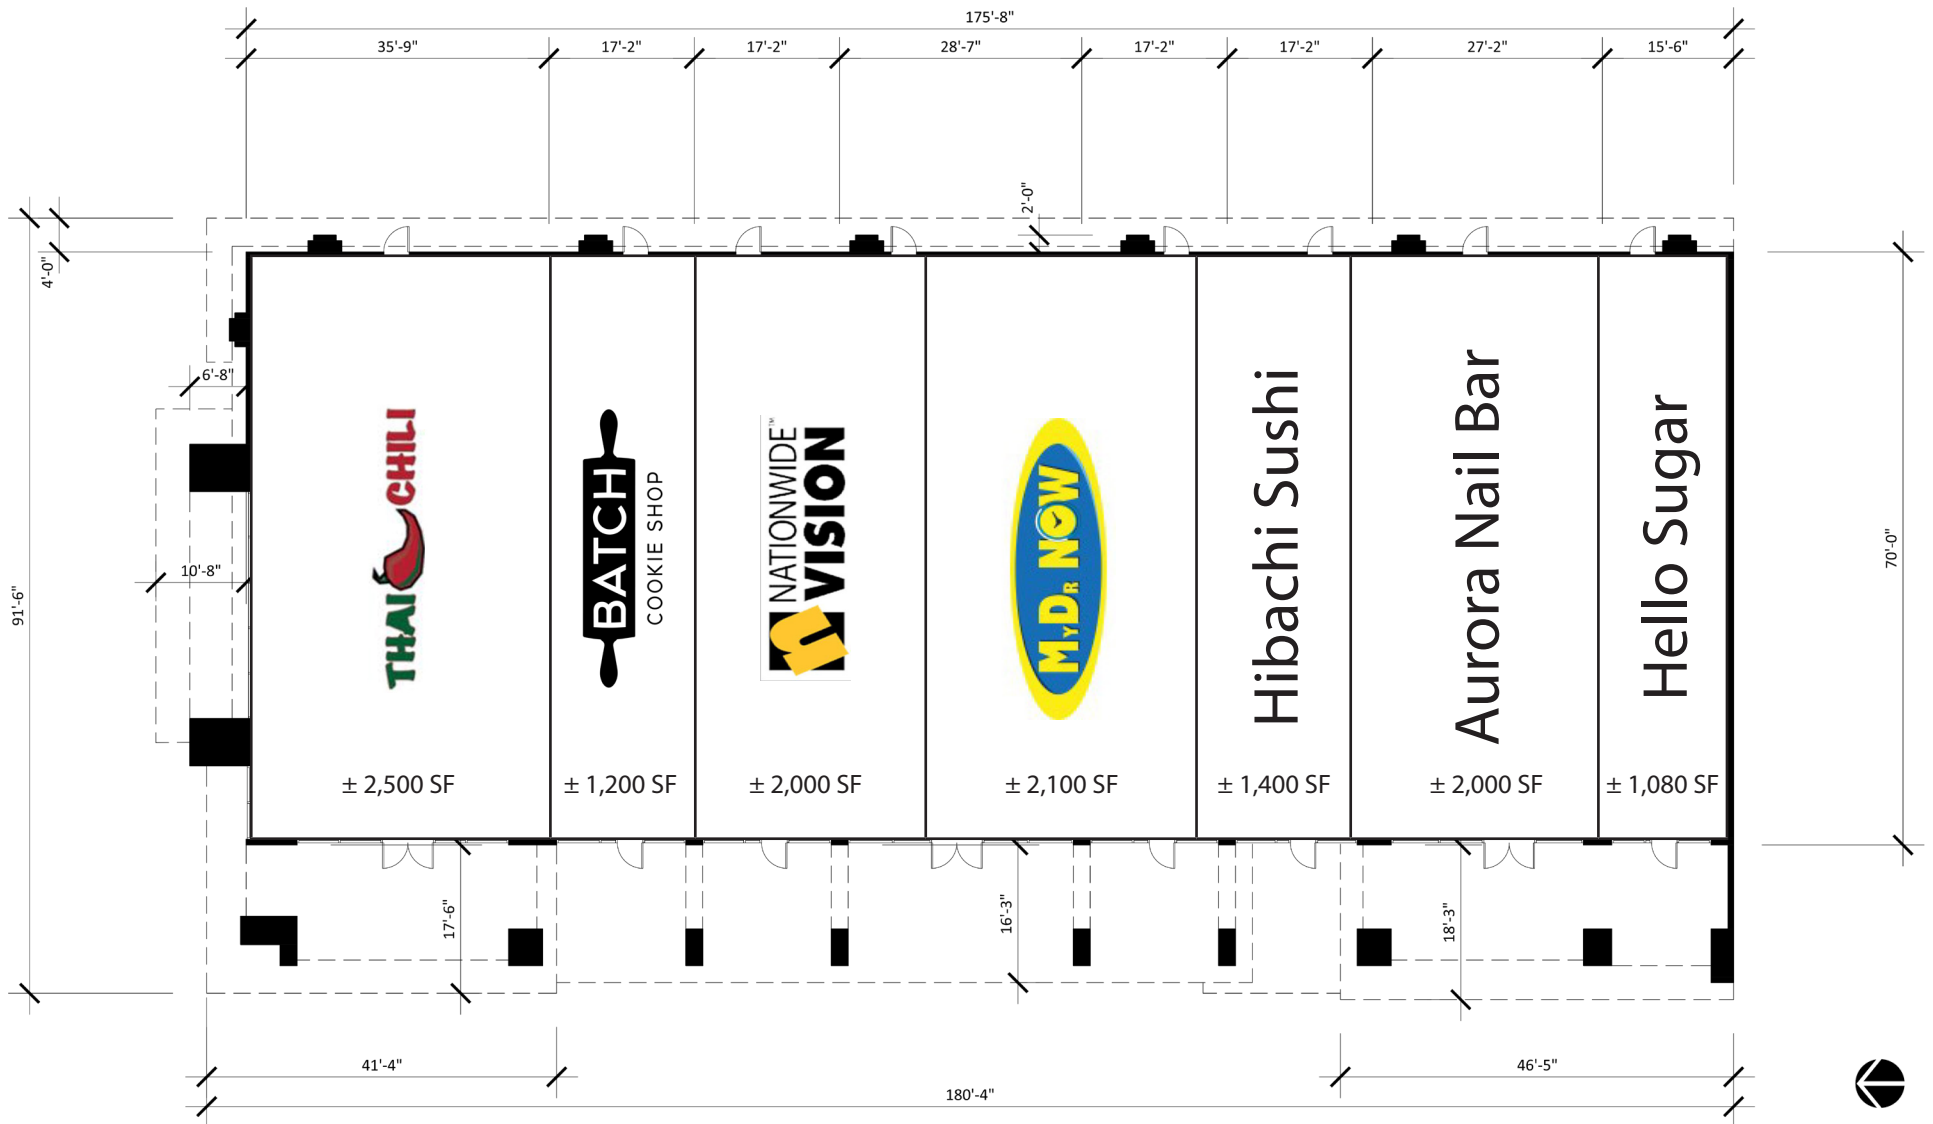 175'-8"
35'-9"
17'-2"
17'-2"
28'-7"
17'-2"
17'-2"
27'-2"
15'-6"
2'-0"
4'-0"
6'-8"
10'-8"
91'-6"
70'-0"
THAI CHILI
BATCH
COOKIE SHOP
n NATIONWIDE™
VISION
MYDR NOW
Hibachi Sushi
Aurora Nail Bar
Hello Sugar
± 2,500 SF
± 1,200 SF
± 2,000 SF
± 2,100 SF
± 1,400 SF
± 2,000 SF
± 1,080 SF
17'-6"
16'-3"
18'-3"
41'-4"
46'-5"
180'-4"